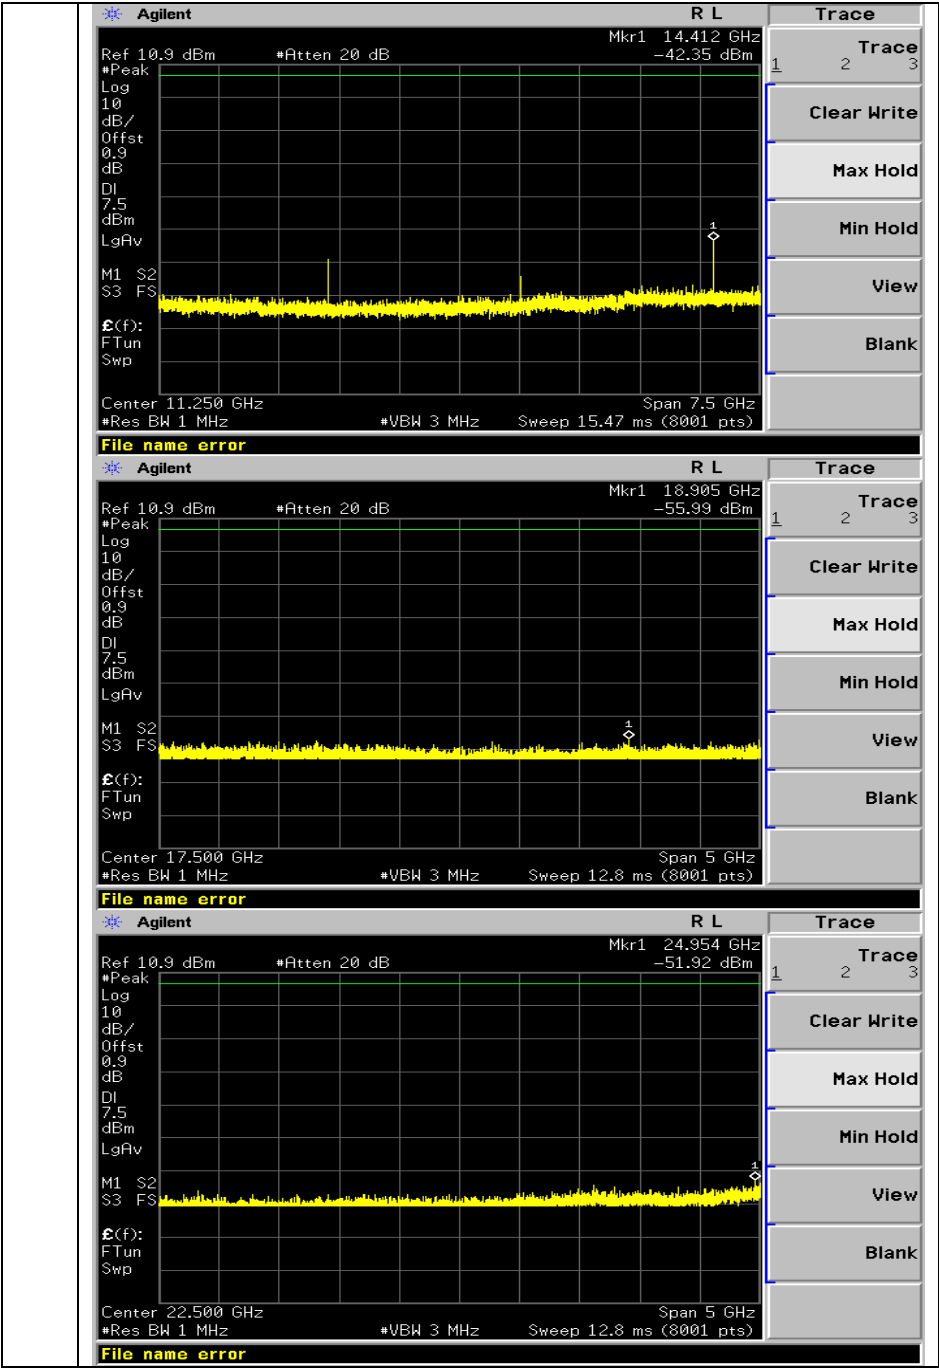 Agilent R L Trace
Mkr1 14.412 GHz
Ref 10.9 dBm #Atten 20 dB -42.35 dBm
Trace
1 2 3
#Peak
Log
10
dB/
Offst
0.9
dB
DI
7.5
dBm
LgAv
M1 S2
S3 FS
£(f):
FTun
Swp
1
Clear Write
Max Hold
Min Hold
View
Blank
Center 11.250 GHz Span 7.5 GHz
#Res BW 1 MHz #VBW 3 MHz Sweep 15.47 ms (8001 pts)
File name error
Agilent R L Trace
Mkr1 18.905 GHz
Ref 10.9 dBm #Atten 20 dB -55.99 dBm
Trace
1 2 3
#Peak
Log
10
dB/
Offst
0.9
dB
DI
7.5
dBm
LgAv
M1 S2
S3 FS
£(f):
FTun
Swp
1
Clear Write
Max Hold
Min Hold
View
Blank
Center 17.500 GHz Span 5 GHz
#Res BW 1 MHz #VBW 3 MHz Sweep 12.8 ms (8001 pts)
File name error
Agilent R L Trace
Mkr1 24.954 GHz
Ref 10.9 dBm #Atten 20 dB -51.92 dBm
Trace
1 2 3
#Peak
Log
10
dB/
Offst
0.9
dB
DI
7.5
dBm
LgAv
M1 S2
S3 FS
£(f):
FTun
Swp
1
Clear Write
Max Hold
Min Hold
View
Blank
Center 22.500 GHz Span 5 GHz
#Res BW 1 MHz #VBW 3 MHz Sweep 12.8 ms (8001 pts)
File name error